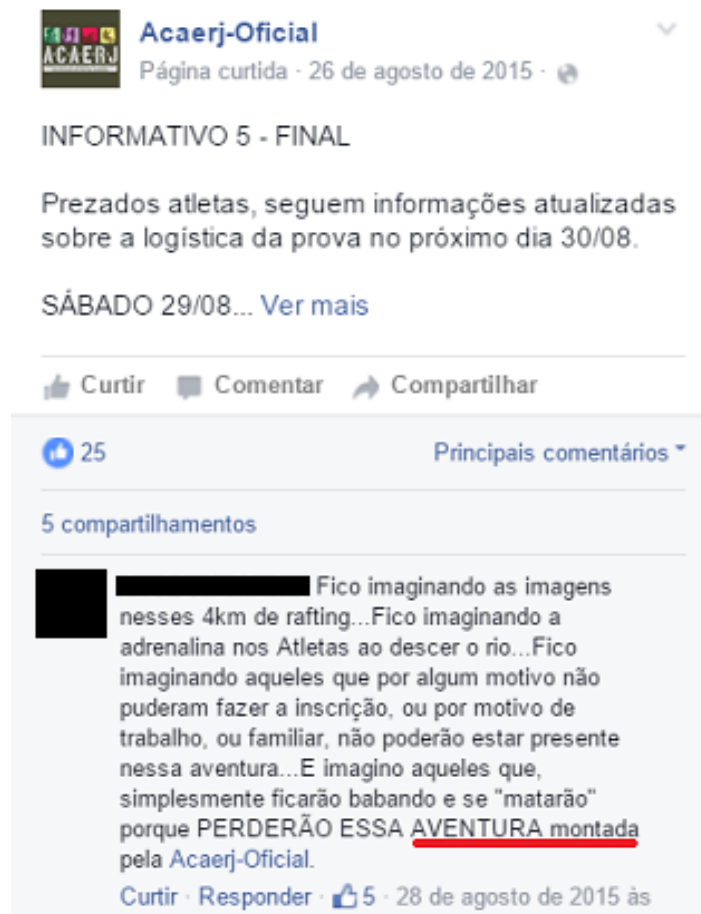 ACAERJ
Acaerj-Oficial
Página curtida · 26 de agosto de 2015 ·
INFORMATIVO 5 - FINAL
Prezados atletas, seguem informações atualizadas
sobre a logística da prova no próximo dia 30/08.
SÁBADO 29/08... Ver mais
Curtir Comentar Compartilhar
25 Principais comentários
5 compartilhamentos
Fico imaginando as imagens
nesses 4km de rafting...Fico imaginando a
adrenalina nos Atletas ao descer o rio...Fico
imaginando aqueles que por algum motivo não
puderam fazer a inscrição, ou por motivo de
trabalho, ou familiar, não poderão estar presente
nessa aventura...E imagino aqueles que,
simplesmente ficarão babando e se "matarão"
porque PERDERÃO ESSA AVENTURA montada
pela Acaerj-Oficial.
Curtir · Responder · 5 · 28 de agosto de 2015 às